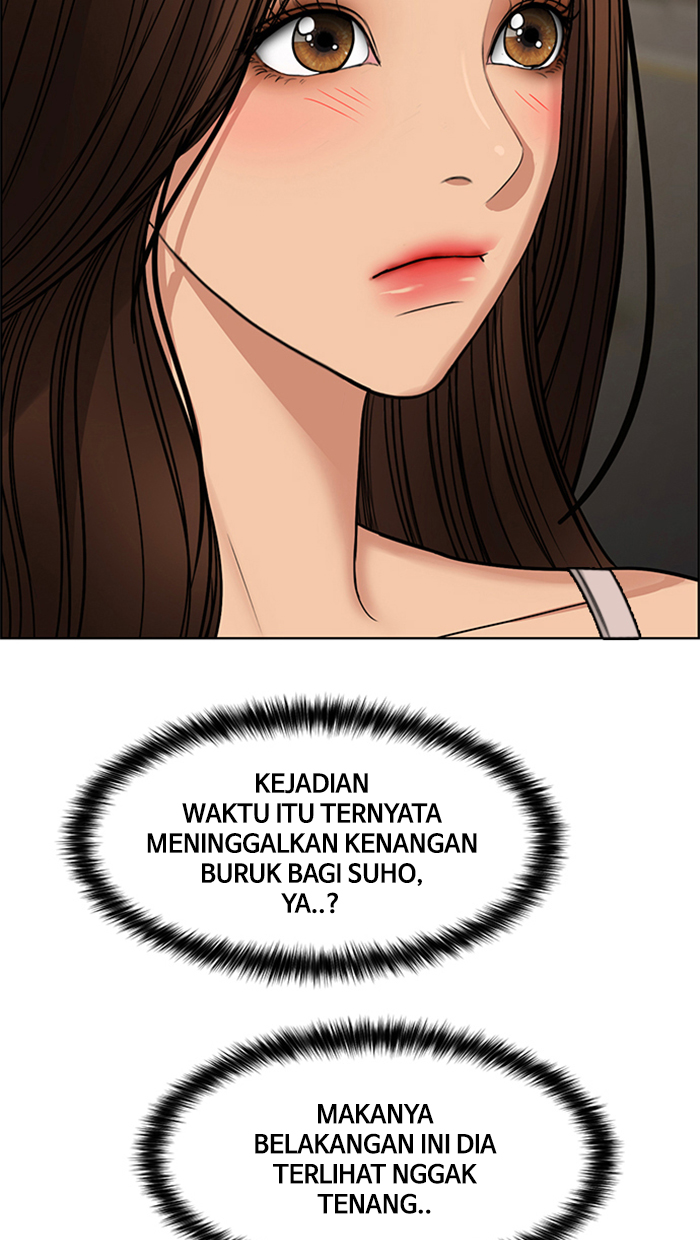 KEJADIAN
WAKTU ITU TERNYATA
MENINGGALKAN KENANGAN
BURUK BAGI SUHO,
YA..?
MAKANYA
BELAKANGAN INI DIA
TERLIHAT NGGAK
TENANG..